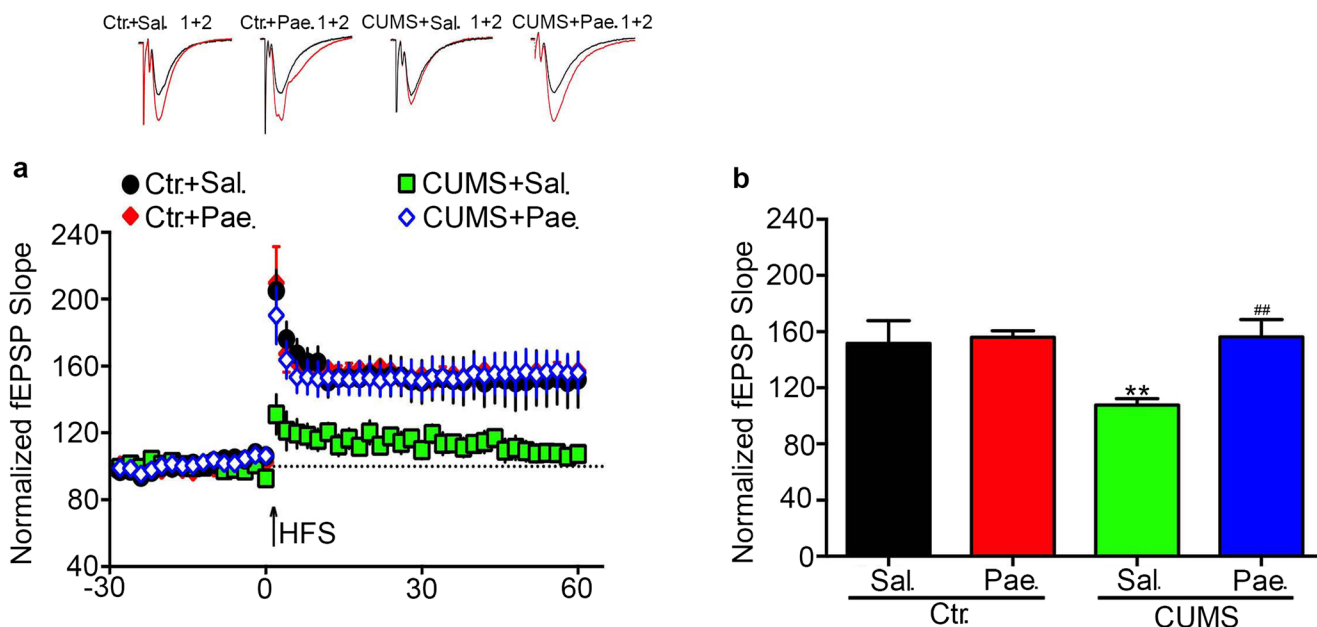 Ctr.+Sal. 1+2 Ctr.+Pae. 1+2 CUMS+Sal. 1+2 CUMS+Pae. 1+2
a
Ctr.+Sal. CUMS+Sal.
Ctr.+Pae. CUMS+Pae.
Normalized fEPSP Slope
240
200
160
120
80
40
HFS
-30 0 30 60
b
Normalized fEPSP Slope
240
200
160
120
80
40
0
**
##
Sal. Pae. Sal. Pae.
Ctr. CUMS